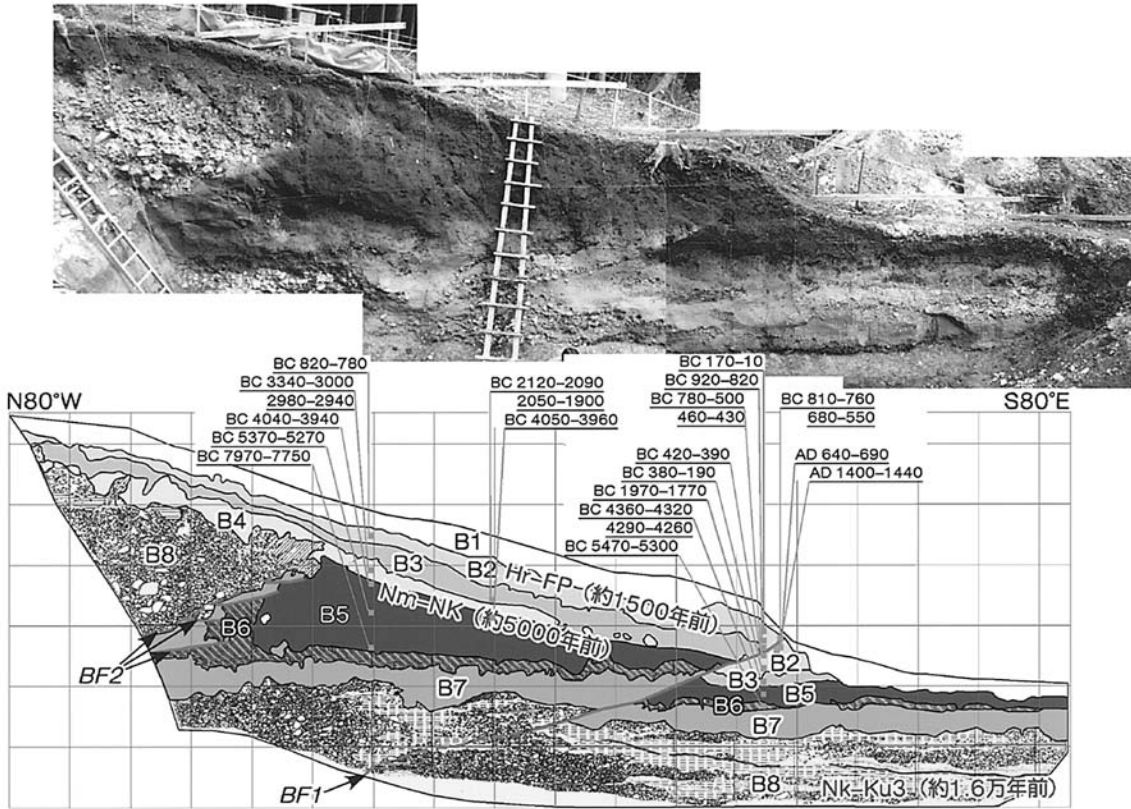 BC 820–780
BC 3340–3000
2980–2940
BC 4040–3940
BC 5370–5270
BC 7970–7750
BC 2120–2090
2050–1900
BC 4050–3960
BC 170–10
BC 920–820
BC 780–500
460–430
BC 420–390
BC 380–190
BC 1970–1770
BC 4360–4320
4290–4260
BC 5470–5300
BC 810–760
680–550
AD 640–690
AD 1400–1440
N80°W
S80°E
B1
B2
B3
B4
B8
Hr–FP (約1500年前)
Nm–NK (約5000年前)
B5
B6
B7
BF2
B2
B3
B5
B6
B7
B8
Nk–Ku3 (約1.6万年前)
BF1